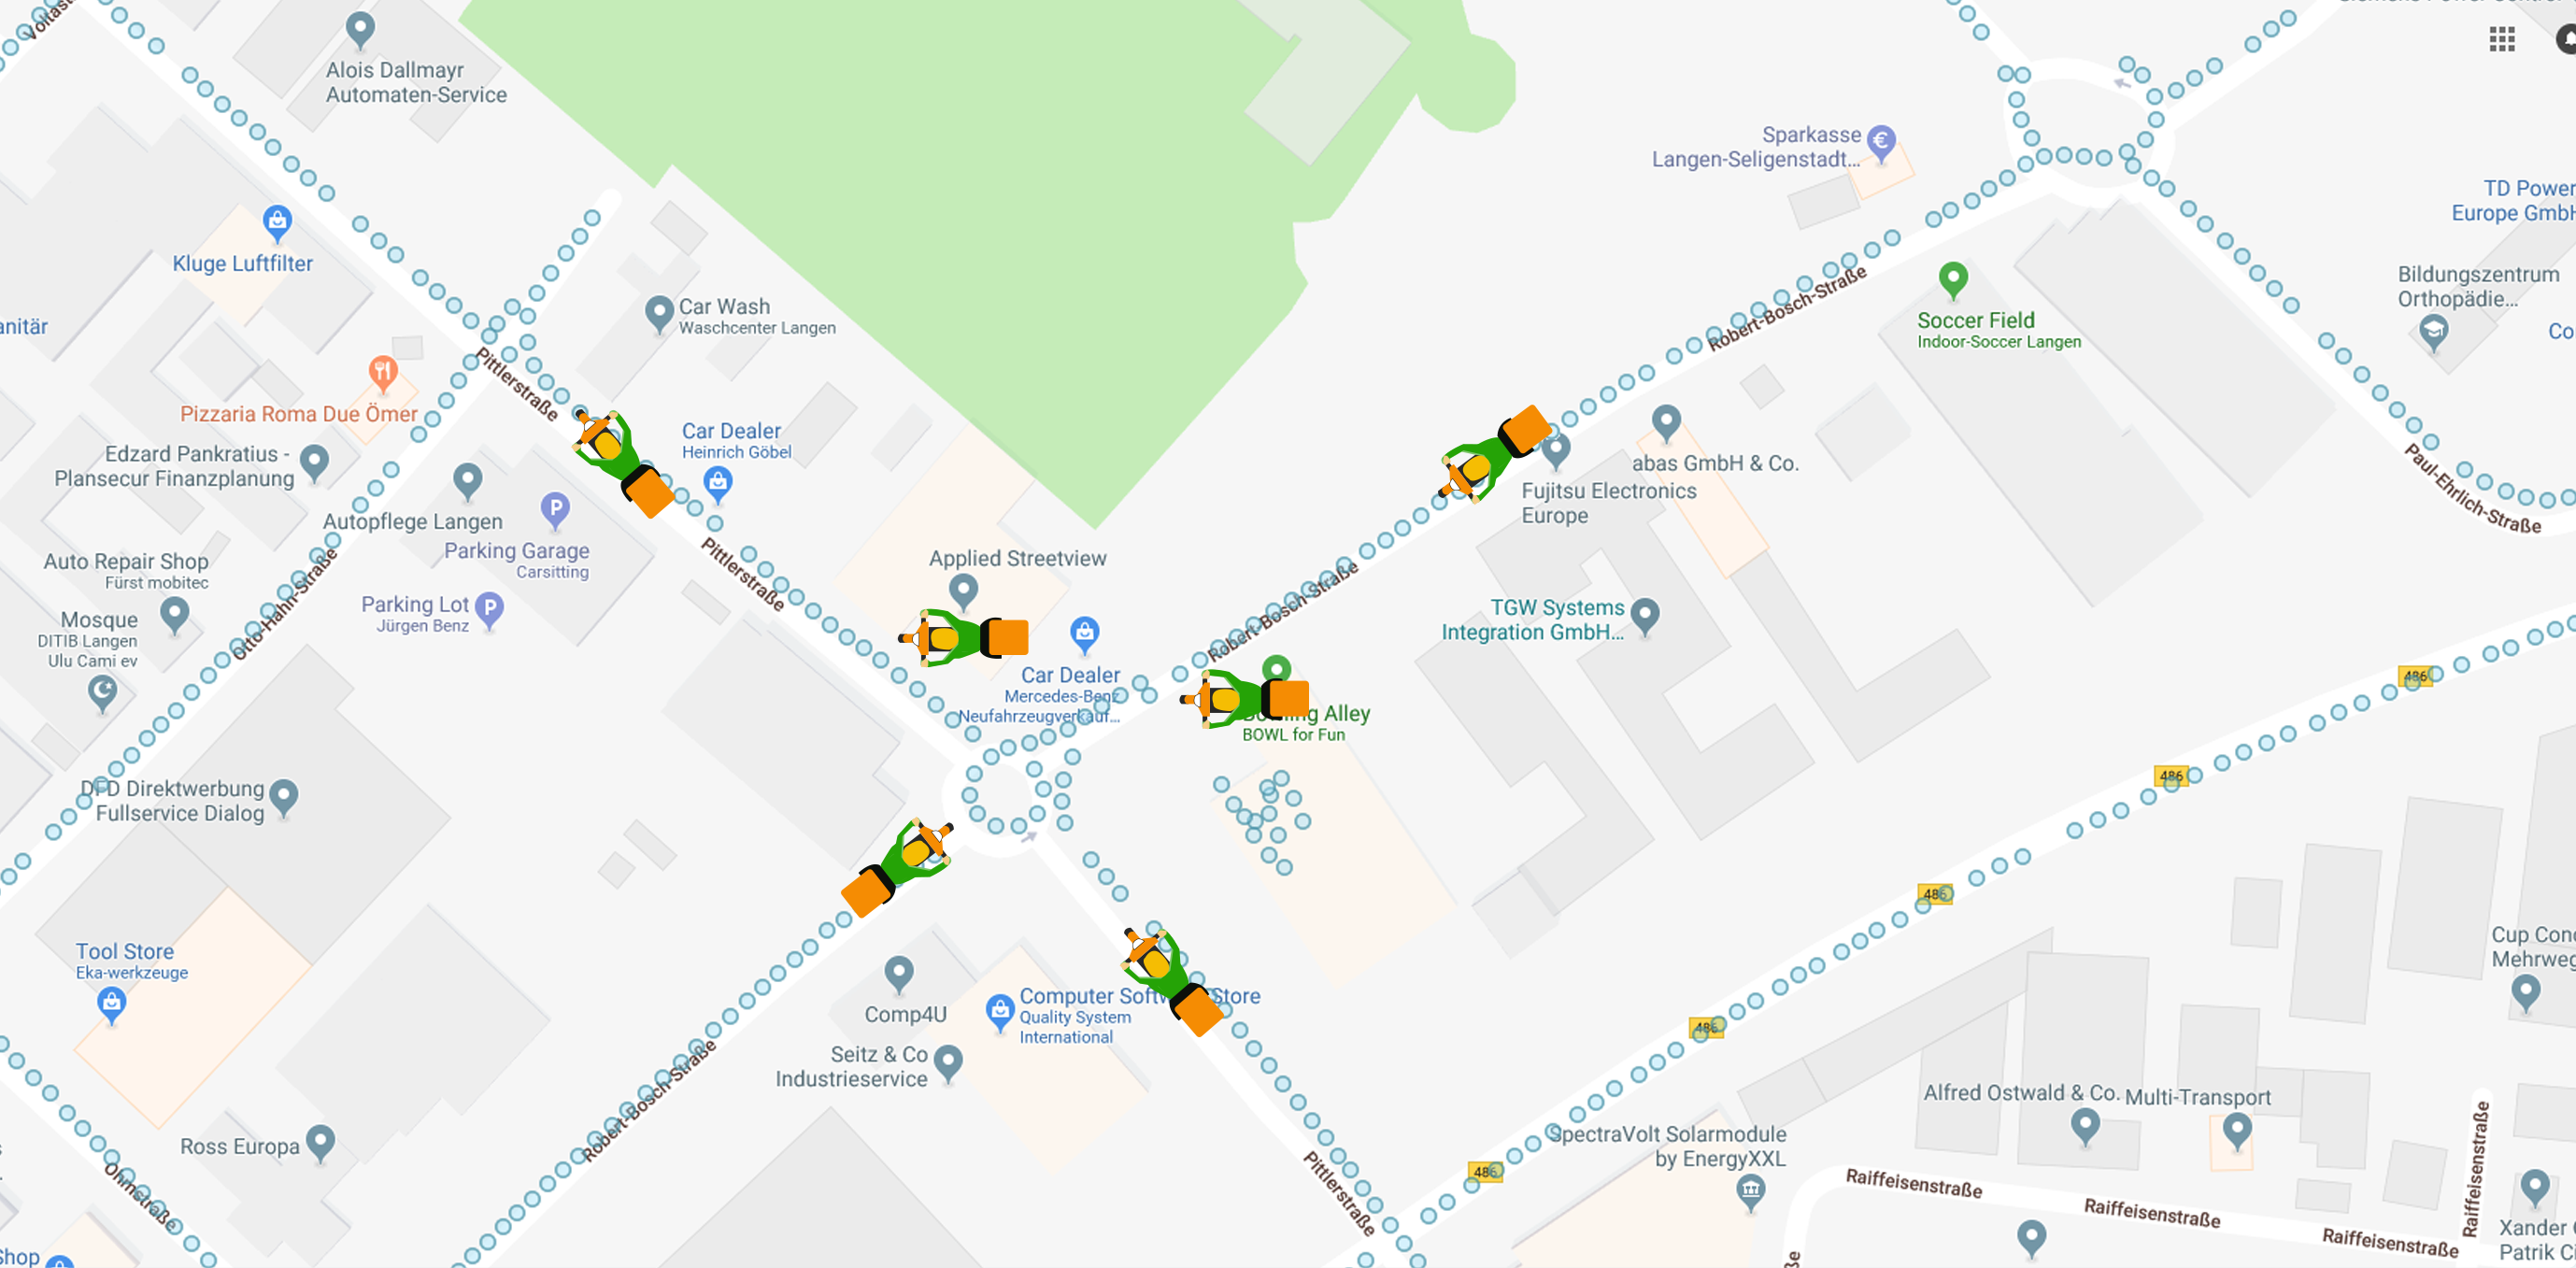 Alois Dallmayr
Automaten-Service
Sparkasse
Langen-Seligenstadt...
€
TD Power
Europe GmbH
Kluge Luftfilter
Bildungszentrum
Orthopädie...
Robert-Bosch-Straße
Car Wash
Waschcenter Langen
Soccer Field
Indoor-Soccer Langen
anitär
Co
Pittlerstraße
Pizzaria Roma Due Ömer
Car Dealer
Heinrich Göbel
Edzard Pankratius -
Plansecur Finanzplanung
abas GmbH & Co.
Fujitsu Electronics
Europe
Paul-Ehrlich-Straße
Autopflege Langen
P
Parking Garage
Carsitting
Pittlerstraße
Applied Streetview
Auto Repair Shop
Fürst mobitec
Otto-Hahn-Straße
Parking Lot
Jürgen Benz
P
Robert-Bosch-Straße
TGW Systems
Integration GmbH...
Mosque
DITIB Langen
Ulu Cami ev
Car Dealer
Mercedes-Benz
Neufahrzeugverkauf...
486
Bowling Alley
BOWL for Fun
486
DFD Direktwerbung
Fullservice Dialog
486
Tool Store
Eka-werkzeuge
Cup Conc
Mehrweg
Comp4U
Computer Software Store
Quality System
International
486
Seitz & Co
Industrieservice
Robert-Bosch-Straße
Alfred Ostwald & Co.
Multi-Transport
Ross Europa
SpectraVolt Solarmodule
by EnergyXXL
486
Ohmstraße
Pittlerstraße
Raiffeisenstraße
Raiffeisenstraße
Raiffeisenstraße
Raiffeisenstraße
Xander
Patrik Ci
Shop
ße